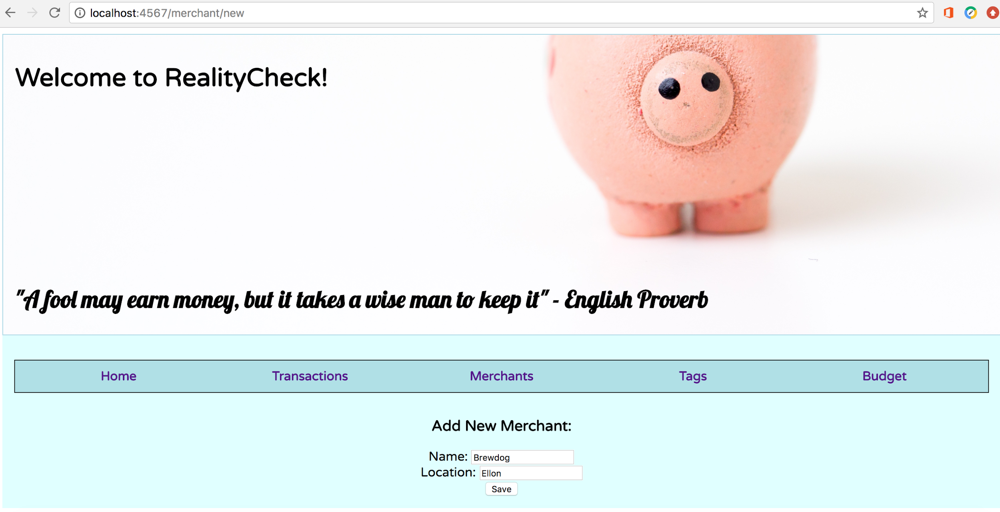 localhost:4567/merchant/new
Welcome to RealityCheck!
"A fool may earn money, but it takes a wise man to keep it" - English Proverb
Home Transactions Merchants Tags Budget
Add New Merchant:
Name: Brewdog
Location: Ellon
Save